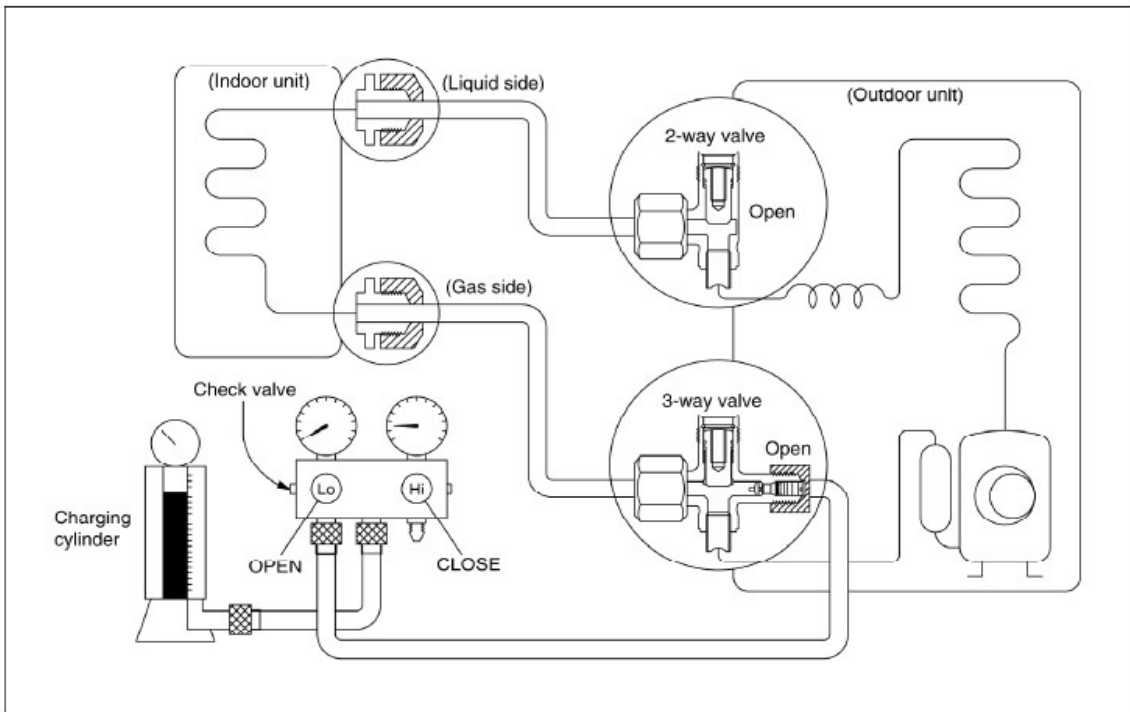 (Indoor unit)
(Liquid side)
(Outdoor unit)
2-way valve
Open
(Gas side)
Check valve
3-way valve
Open
Lo
Hi
Charging
cylinder
OPEN
CLOSE